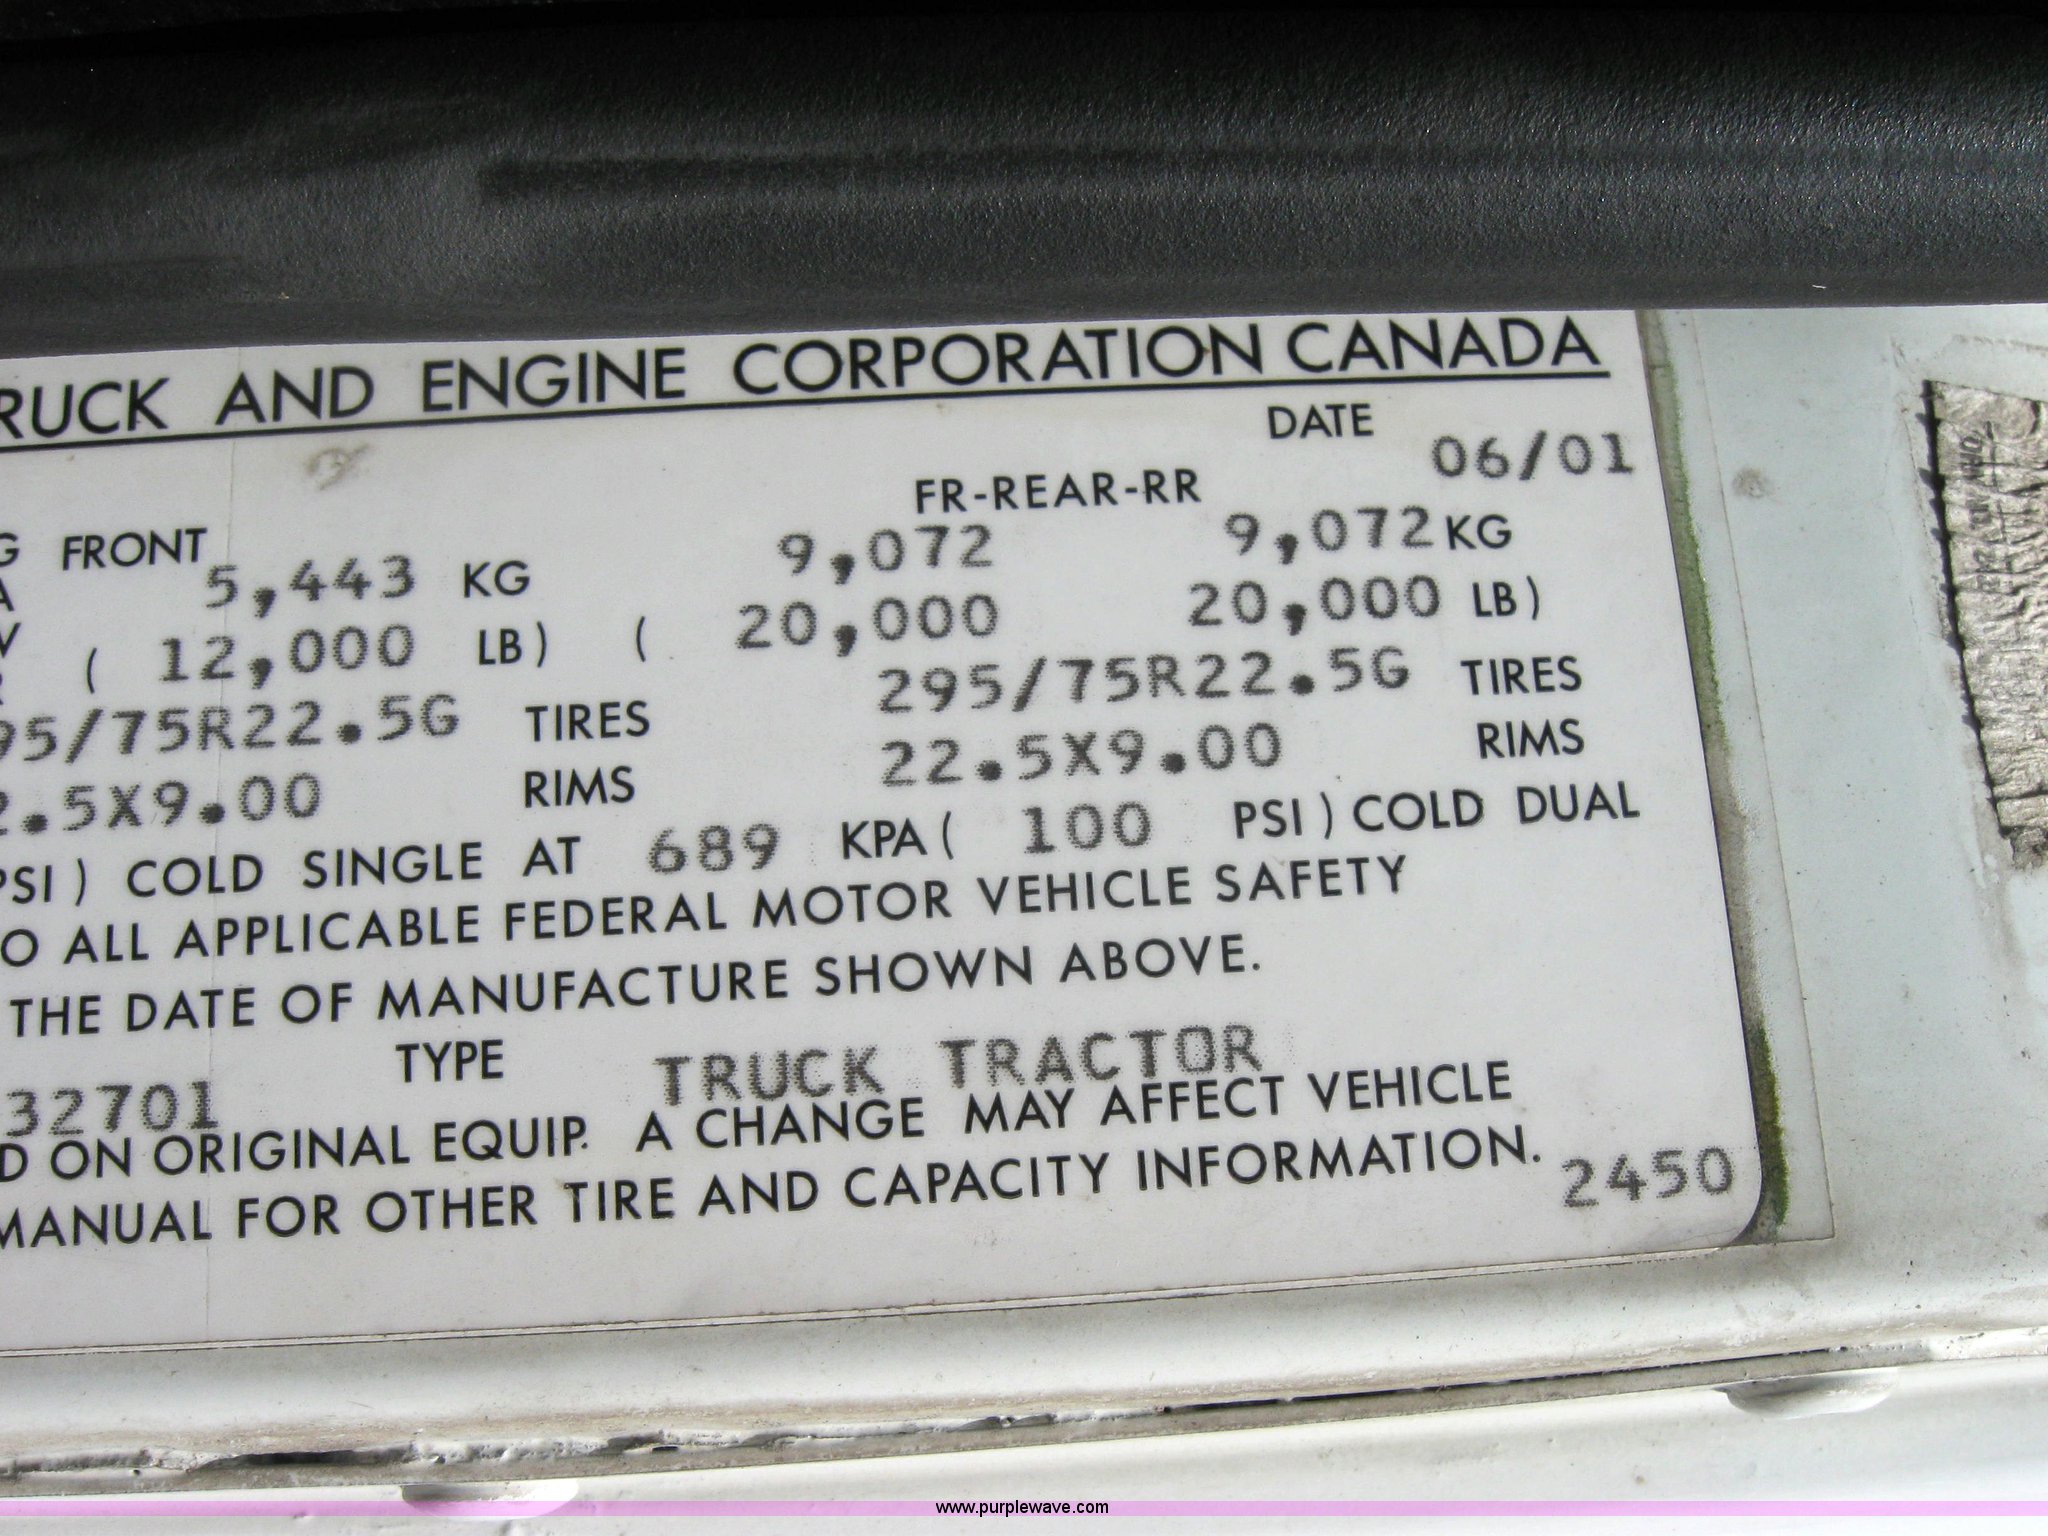 RUCK AND ENGINE CORPORATION CANADA
DATE 06/01
FR-REAR-RR
G FRONT 5,443 KG 9,072 9,072 KG
( 12,000 LB) ( 20,000 20,000 LB)
95/75R22.5G TIRES 295/75R22.5G TIRES
2.5X9.00 RIMS 22.5X9.00 RIMS
PSI) COLD SINGLE AT 689 KPA( 100 PSI) COLD DUAL
O ALL APPLICABLE FEDERAL MOTOR VEHICLE SAFETY
THE DATE OF MANUFACTURE SHOWN ABOVE.
32701 TYPE TRUCK TRACTOR
D ON ORIGINAL EQUIP. A CHANGE MAY AFFECT VEHICLE
MANUAL FOR OTHER TIRE AND CAPACITY INFORMATION. 2450
www.purplewave.com